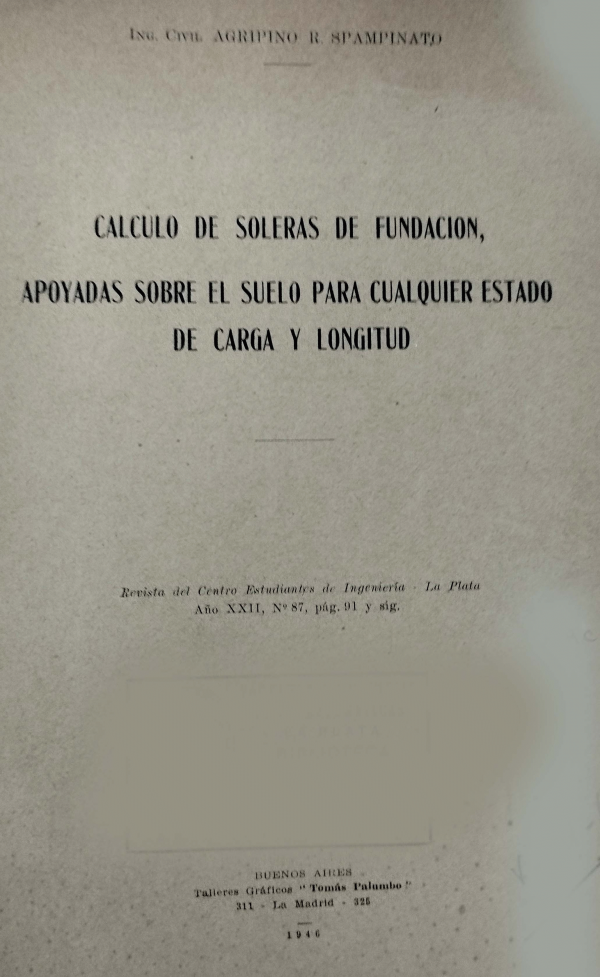 Ing. Civil AGRIPINO R. SPAMPINATO
CALCULO DE SOLERAS DE FUNDACION,
APOYADAS SOBRE EL SUELO PARA CUALQUIER ESTADO
DE CARGA Y LONGITUD
Revista del Centro Estudiantes de Ingeniería - La Plata
Año XXII, Nº 87, pág. 91 y sig.
BUENOS AIRES
Talleres Gráficos "Tomás Palumbo"
311 - La Madrid - 325
1946